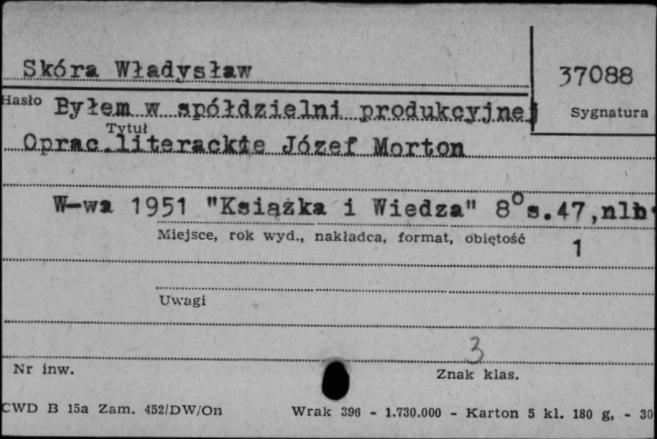 Skóra Władysław
37088
Hasło Byłem w spółdzielni produkcyjnej
Sygnatura
Tytuł
Oprac.literackie Józef Morton
W-wa 1951 "Książka i Wiedza" 8° s.47,nlb.
Miejsce, rok wyd., nakładca, format, obiętość
1
Uwagi
3
Nr inw.
Znak klas.
CWD B 15a Zam. 452/DW/On Wrak 396 - 1.730.000 - Karton 5 kl. 180 g. - 30